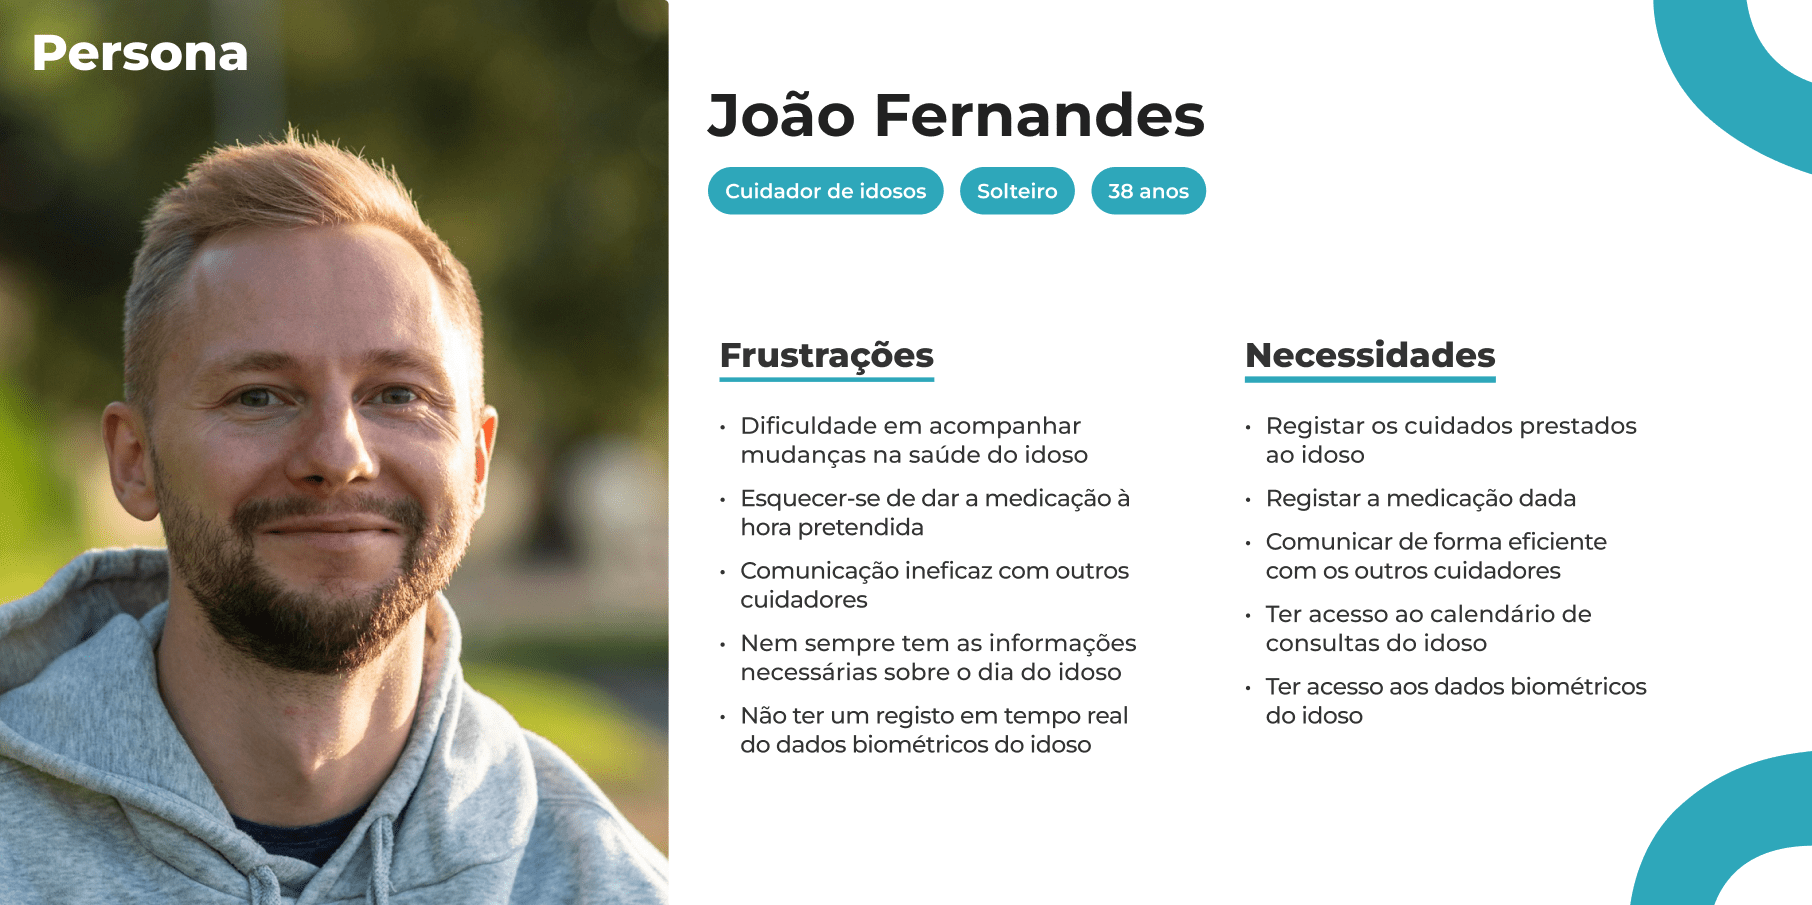 Persona
João Fernandes
Cuidador de idosos
Solteiro
38 anos
Frustrações
• Dificuldade em acompanhar
mudanças na saúde do idoso
• Esquecer-se de dar a medicação à
hora pretendida
• Comunicação ineficaz com outros
cuidadores
• Nem sempre tem as informações
necessárias sobre o dia do idoso
• Não ter um registo em tempo real
do dados biométricos do idoso
Necessidades
• Registar os cuidados prestados
ao idoso
• Registar a medicação dada
• Comunicar de forma eficiente
com os outros cuidadores
• Ter acesso ao calendário de
consultas do idoso
• Ter acesso aos dados biométricos
do idoso